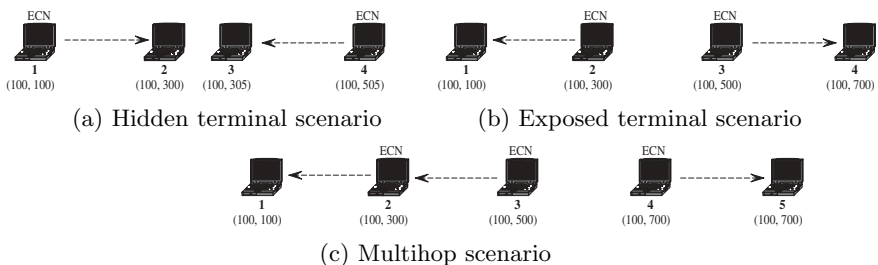 ECN ECN ECN ECN
1 2 3 4 1 2 3 4
(100, 100) (100, 300) (100, 305) (100,505) (100, 100) (100, 300) (100, 500) (100, 700)
(a) Hidden terminal scenario (b) Exposed terminal scenario
ECN ECN ECN
1 2 3 4 5
(100, 100) (100, 300) (100, 500) (100, 700) (100, 700)
(c) Multihop scenario